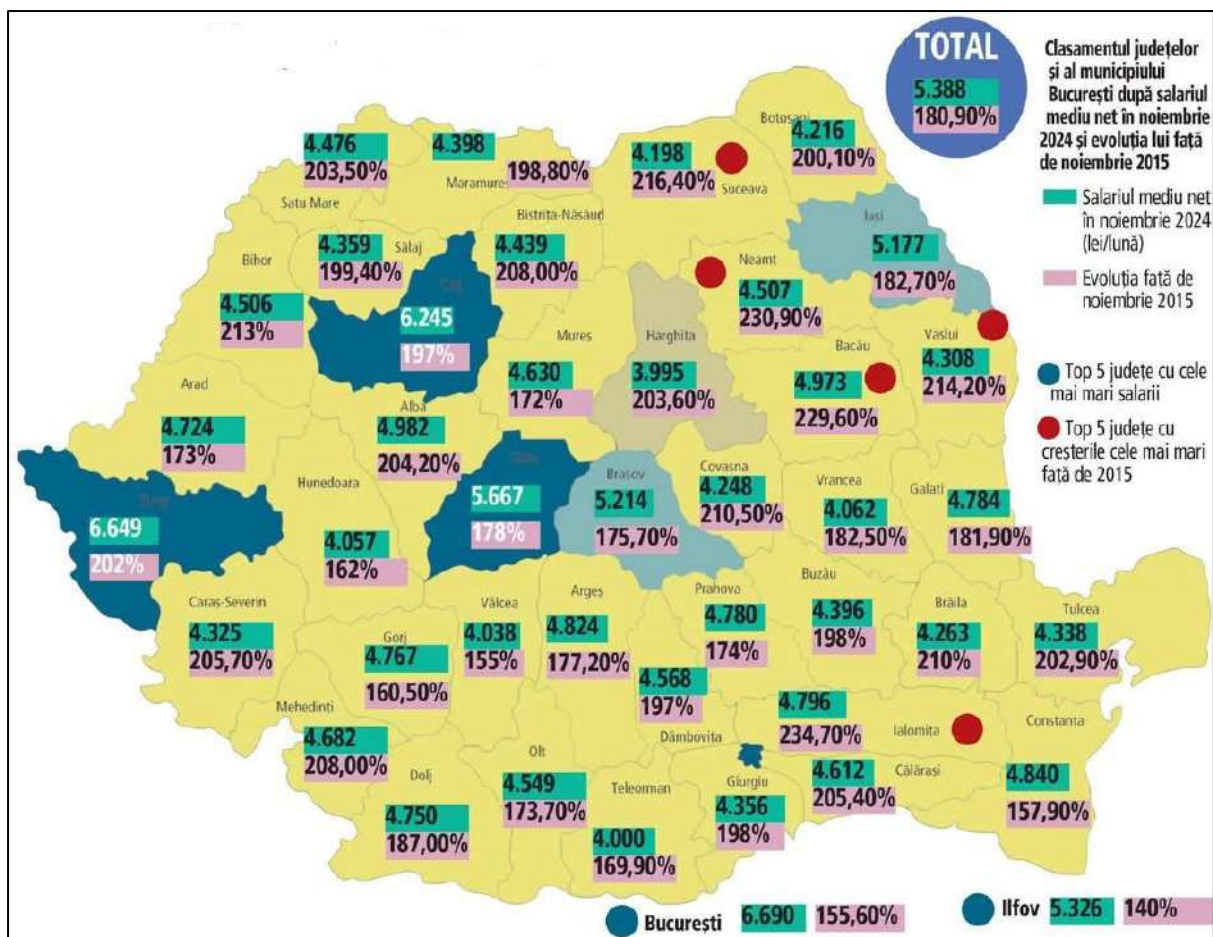 TOTAL
5.388
180,90%
Clasamentul județelor
și al municipiului
București după salariul
mediu net în noiembrie
2024 și evoluția lui față
de noiembrie 2015
Salariul mediu net
în noiembrie 2024
(lei/lună)
Evoluția față de
noiembrie 2015
Top 5 județe cu cele
mai mari salarii
Top 5 județe cu
creșterile cele mai mari
față de 2015
4.476
203,50%
Satu Mare
4.398
198,80%
Maramureș
4.198
216,40%
Suceava
Botoșani
4.216
200,10%
Iasi
5.177
182,70%
Bihor
4.506
213%
4.359
Sălaj
199,40%
Bistrița-Năsăud
4.439
208,00%
Cluj
6.245
197%
Neamt
4.507
230,90%
Mureș
4.630
172%
Harghita
3.995
203,60%
Bacău
4.973
229,60%
Vaslui
4.308
214,20%
Arad
4.724
173%
Alba
4.982
204,20%
Timiș
6.649
202%
Hunedoara
4.057
162%
5.667
178%
Brasov
5.214
175,70%
Covasna
4.248
210,50%
Vrancea
4.062
182,50%
Galati
4.784
181,90%
Caras-Severin
4.325
205,70%
Gorj
4.767
160,50%
Vâlcea
4.038
155%
Argeș
4.824
177,20%
Prahova
4.780
174%
Buzău
4.396
198%
Brăila
4.263
210%
Tulcea
4.338
202,90%
Mehedinți
4.682
208,00%
Dolj
4.750
187,00%
Olt
4.549
173,70%
4.568
197%
Dâmbovita
Teleorman
4.000
169,90%
Giurgiu
4.356
198%
4.796
234,70%
Ialomița
4.612
205,40%
Călărași
Constanta
4.840
157,90%
București 6.690 155,60%
Ilfov 5.326 140%